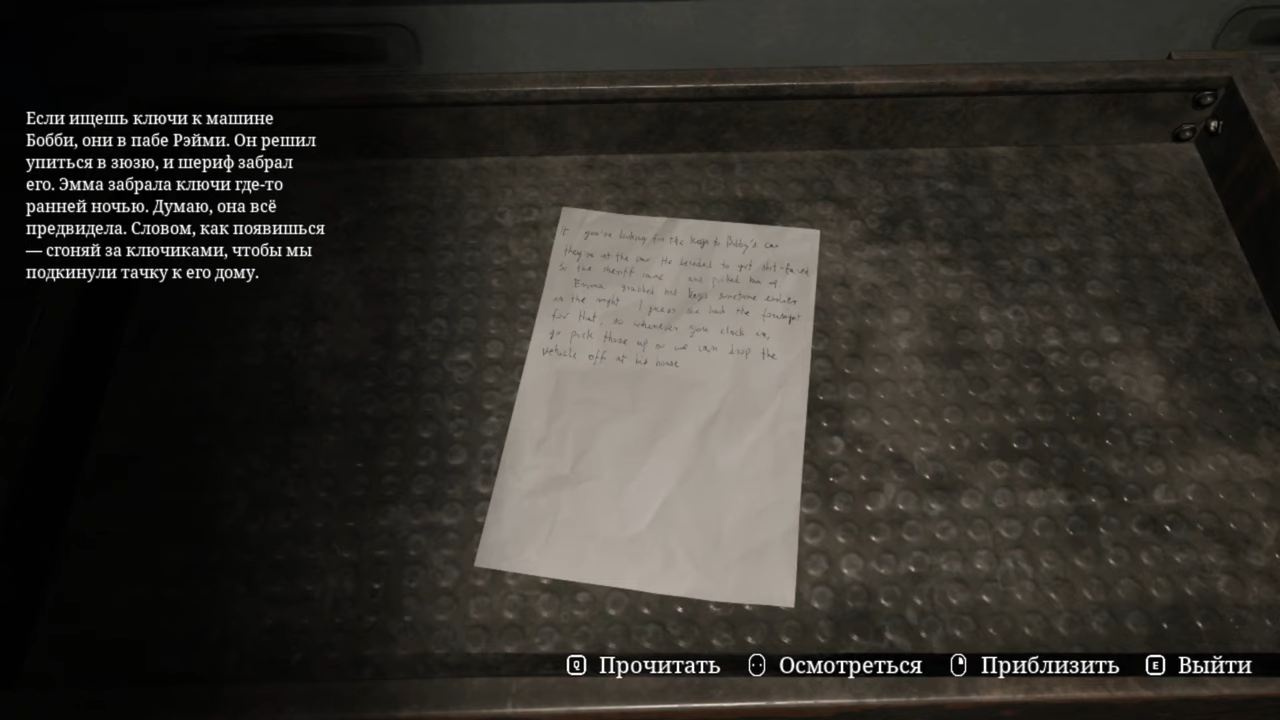 Если ищешь ключи к машине
Бобби, они в пабе Рэйми. Он решил
упиться в зюзю, и шериф забрал
его. Эмма забрала ключи где-то
ранней ночью. Думаю, она всё
предвидела. Словом, как появишься
— сгоняй за ключиками, чтобы мы
подкинули тачку к его дому.
If you're looking for the keys to Bobby's car
they're at the bar. He decided to get shit-faced
So the sheriff came and picked him up
Emma grabbed his keys sometime earlier
in the night. I guess she had the foresight
for that, so whenever you clock in,
go pick those up so we can drop the
vehicle off at his house
Q Прочитать
Осмотреться
Приблизить
E Выйти